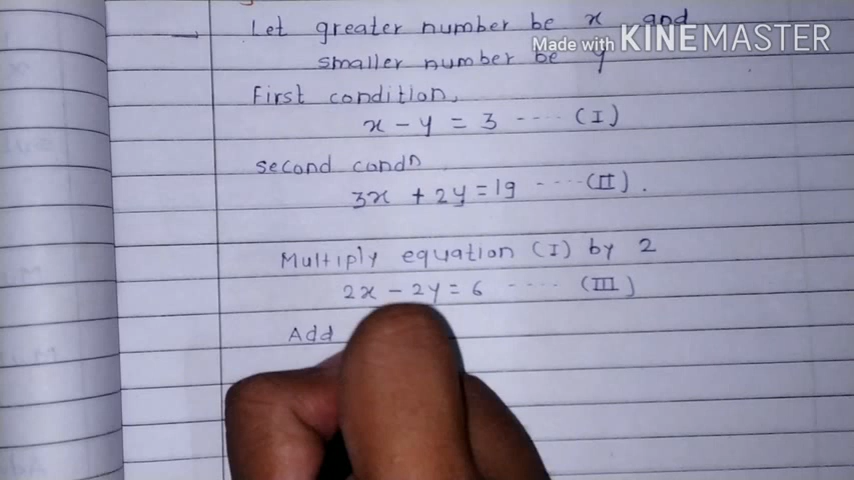 Let greater number be x and
Made with KINEMASTER
smaller number be y
First condition,
x - y = 3 ---- (I)
second condn
3x + 2y = 19 ---- (II).
Multiply equation (I) by 2
2x - 2y = 6 ---- (III)
Add